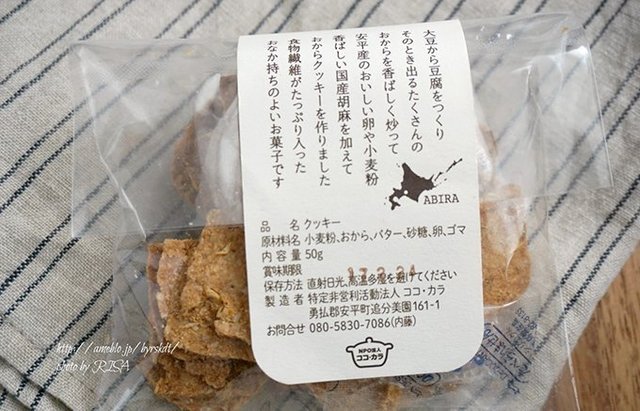 大豆から豆腐をつくり
そのとき出るたくさんの
おからを香ばしく炒って
安平産のおいしい卵や小麦粉
香ばしい国産胡麻を加えて
おからクッキーを作りました
食物繊維がたっぷり入った
おなか持ちのよいお菓子です
ABIRA
品 名 クッキー
原材料名 小麦粉、おから、バター、砂糖、卵、ゴマ
内 容 量 50g
賞味期限
保存方法 直射日光、高温多湿を避けてください
製 造 者 特定非営利活動法人 ココ・カラ
勇払郡安平町追分美園161-1
お問合せ 080-5830-7086(内藤)
NPO法人
ココ・カラ
http://ameblo.jp/byrskdt/
photo by RISA